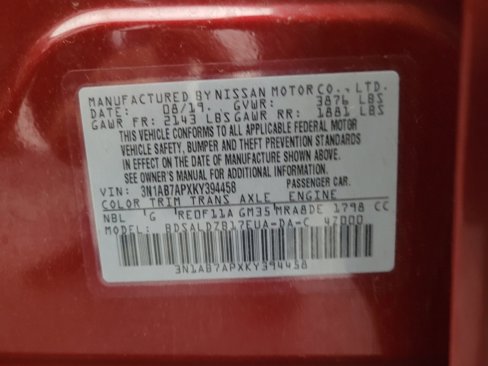 MANUFACTURED BY NISSAN MOTOR CO., LTD.
DATE: 08/19 GVWR: 3876 LBS
GAWR FR: 2143 LBS GAWR RR: 1881 LBS
THIS VEHICLE CONFORMS TO ALL APPLICABLE FEDERAL MOTOR
VEHICLE SAFETY, BUMPER AND THEFT PREVENTION STANDARDS
IN EFFECT ON THE DATE OF MANUFACTURE SHOWN ABOVE.
SEE OWNER'S MANUAL FOR ADDITIONAL INFORMATION.
VIN: 3N1AB7APXKY394458 PASSENGER CAR
COLOR TRIM TRANS AXLE ENGINE
NBL G RE0F11A GM35 MRA8DE 1798 CC
MODEL: BDSALDZB17EUA-DA-C 4Z000
3N1AB7APXKY394458